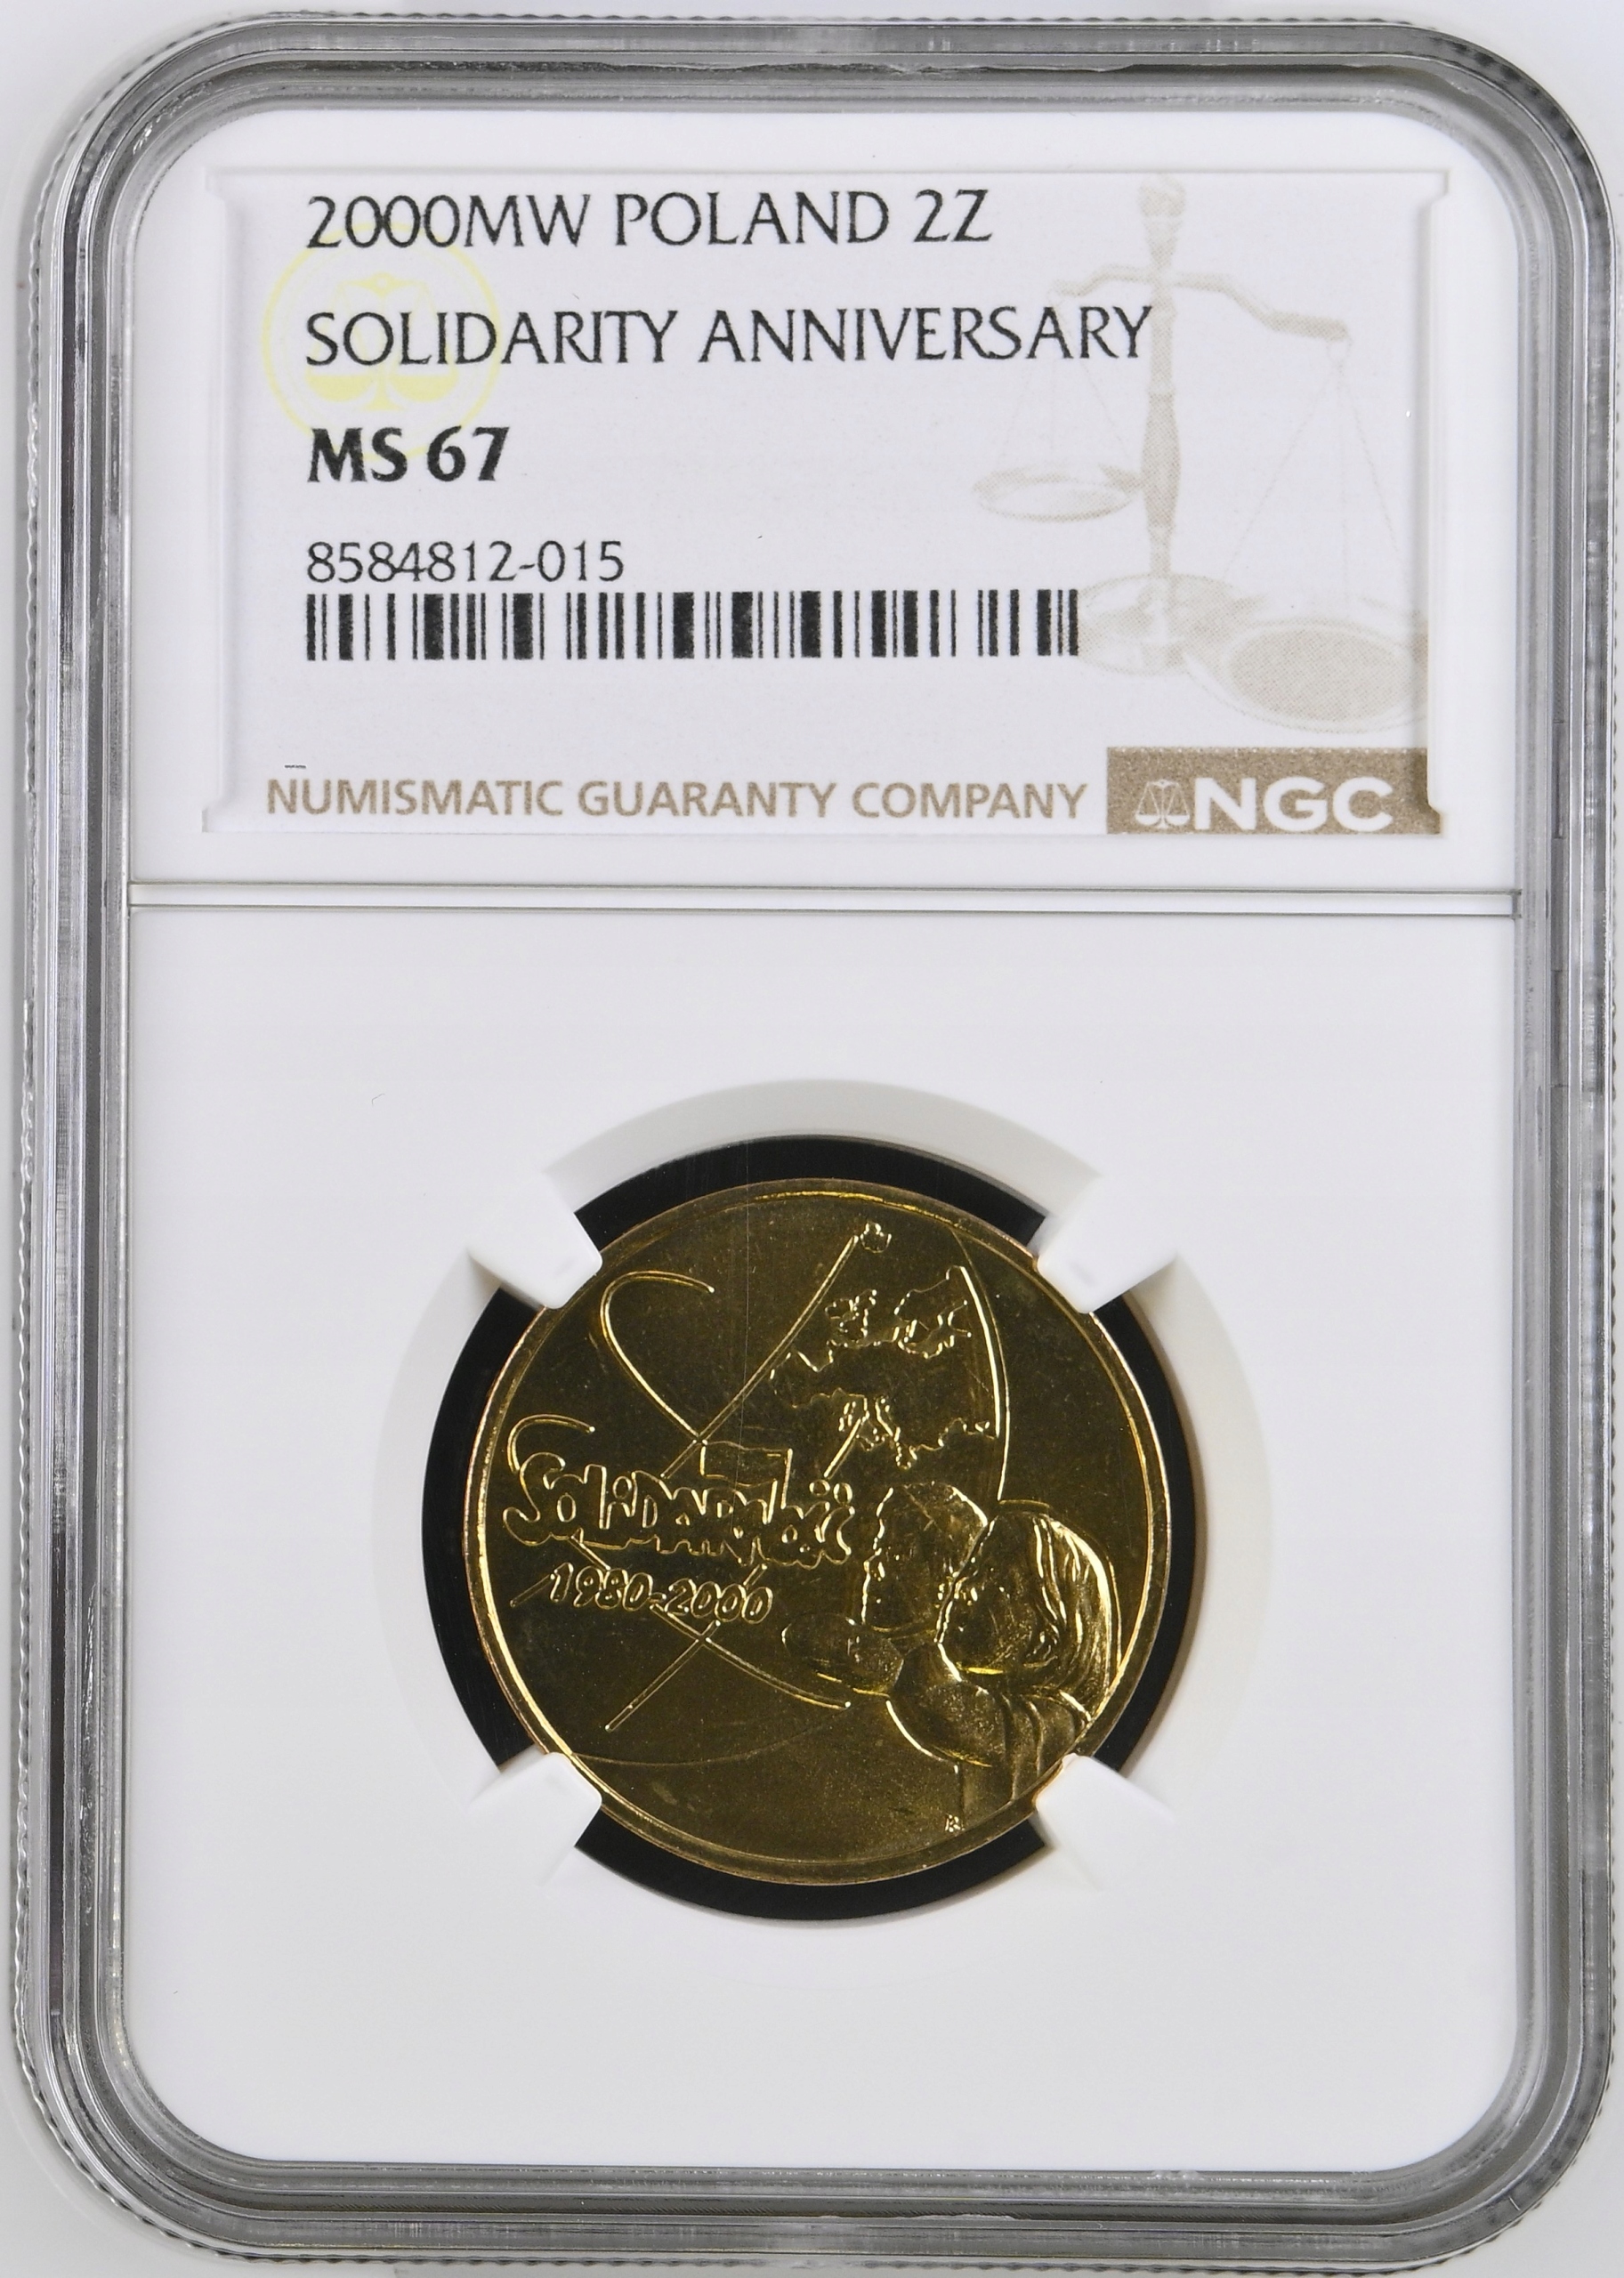 2000MW POLAND 2Z
SOLIDARITY ANNIVERSARY
MS 67
8584812-015
NUMISMATIC GUARANTY COMPANY NGC
Solidarność
1980-2000